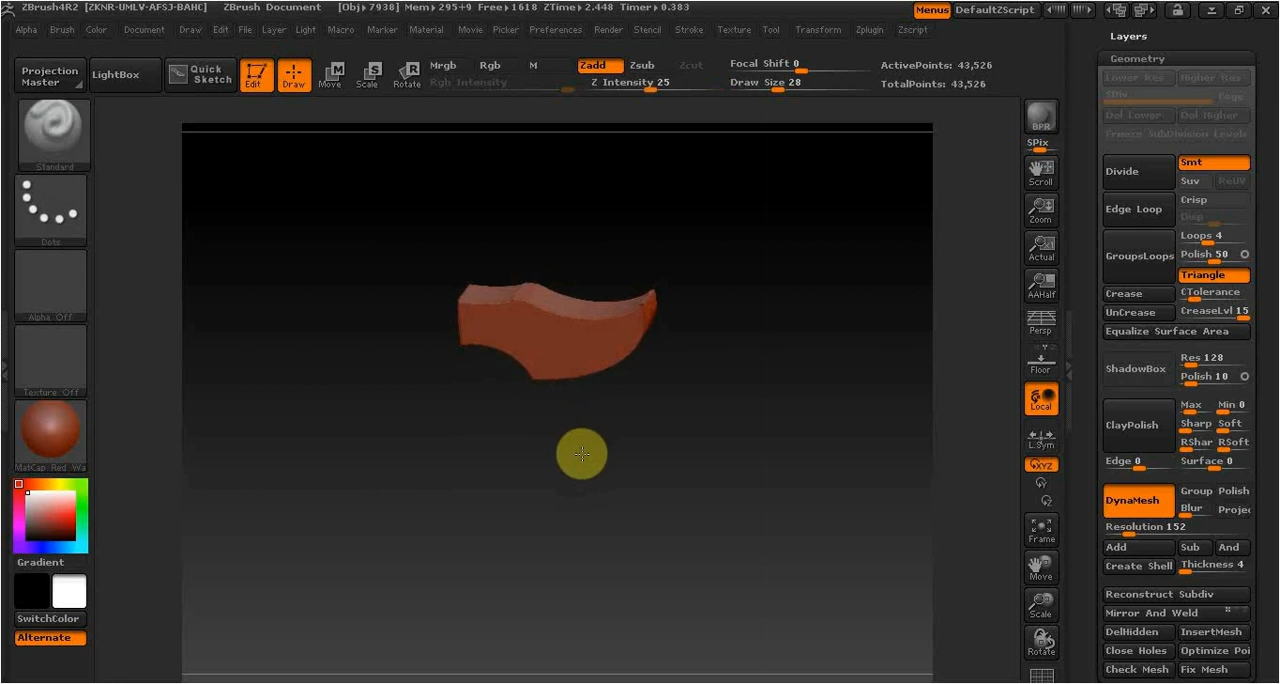 ZBrush4R2 [ZKNR-UMLV-AFSJ-BAHC] ZBrush Document [Obj▸7938] Mem▸295+9 Free▸1618 ZTime▸2.448 Timer▸0.383 Menus DefaultZScript
Alpha Brush Color Document Draw Edit File Layer Light Macro Marker Material Movie Picker Preferences Render Stencil Stroke Texture Tool Transform Zplugin Zscript
Projection Master
LightBox
Quick Sketch
Edit
Draw
Move
Scale
Rotate
Mrgb Rgb M
Rgb Intensity
Zadd Zsub Zcut
Z Intensity 25
Focal Shift 0
Draw Size 28
ActivePoints: 43,526
TotalPoints: 43,526
Standard
Dots
Alpha Off
Texture Off
MatCap Red Wa
Gradient
SwitchColor
Alternate
BPR
SPix
Scroll
Zoom
Actual
AAHalf
Persp
Floor
Local
L.Sym
XYZ
Frame
Move
Scale
Rotate
Layers
Geometry
Lower Res Higher Res
SDiv Cage
Del Lower Del Higher
Freeze SubDivision Levels
Divide
Smt
Suv ReUV
Edge Loop
Crisp
Disp
GroupsLoops
Loops 4
Polish 50
Triangle
Crease CTolerance
UnCrease CreaseLvl 15
Equalize Surface Area
ShadowBox
Res 128
Polish 10
ClayPolish
Max Min 0
Sharp Soft
RShar RSoft
Edge 0 Surface 0
DynaMesh
Group Polish
Blur Projec
Resolution 152
Add Sub And
Create Shell Thickness 4
Reconstruct Subdiv
Mirror And Weld
DelHidden InsertMesh
Close Holes Optimize Poi
Check Mesh Fix Mesh